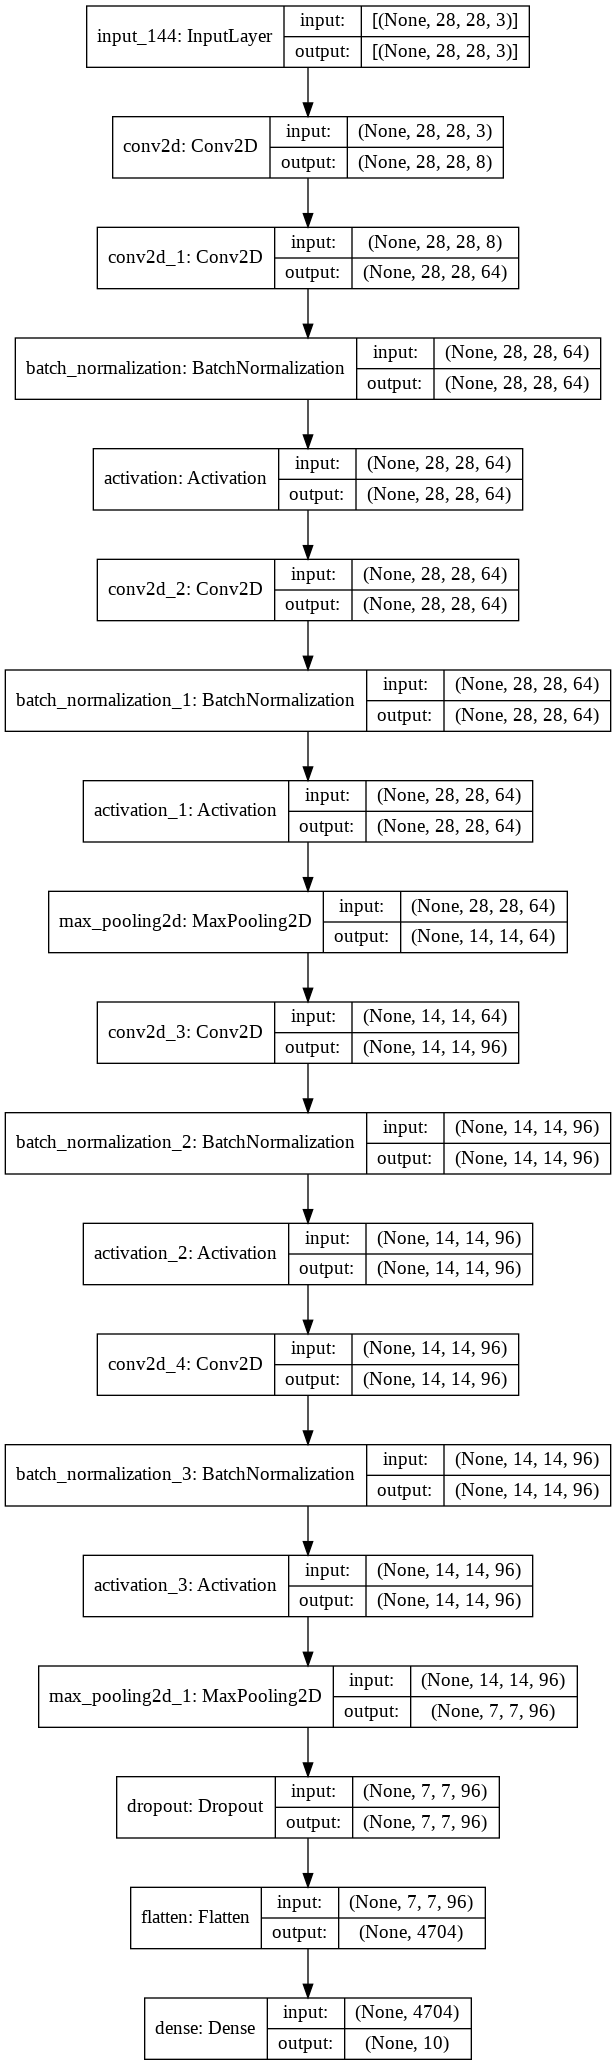 input_144: InputLayer
input: [(None, 28, 28, 3)]
output: [(None, 28, 28, 3)]
conv2d: Conv2D
input: (None, 28, 28, 3)
output: (None, 28, 28, 8)
conv2d_1: Conv2D
input: (None, 28, 28, 8)
output: (None, 28, 28, 64)
batch_normalization: BatchNormalization
input: (None, 28, 28, 64)
output: (None, 28, 28, 64)
activation: Activation
input: (None, 28, 28, 64)
output: (None, 28, 28, 64)
conv2d_2: Conv2D
input: (None, 28, 28, 64)
output: (None, 28, 28, 64)
batch_normalization_1: BatchNormalization
input: (None, 28, 28, 64)
output: (None, 28, 28, 64)
activation_1: Activation
input: (None, 28, 28, 64)
output: (None, 28, 28, 64)
max_pooling2d: MaxPooling2D
input: (None, 28, 28, 64)
output: (None, 14, 14, 64)
conv2d_3: Conv2D
input: (None, 14, 14, 64)
output: (None, 14, 14, 96)
batch_normalization_2: BatchNormalization
input: (None, 14, 14, 96)
output: (None, 14, 14, 96)
activation_2: Activation
input: (None, 14, 14, 96)
output: (None, 14, 14, 96)
conv2d_4: Conv2D
input: (None, 14, 14, 96)
output: (None, 14, 14, 96)
batch_normalization_3: BatchNormalization
input: (None, 14, 14, 96)
output: (None, 14, 14, 96)
activation_3: Activation
input: (None, 14, 14, 96)
output: (None, 14, 14, 96)
max_pooling2d_1: MaxPooling2D
input: (None, 14, 14, 96)
output: (None, 7, 7, 96)
dropout: Dropout
input: (None, 7, 7, 96)
output: (None, 7, 7, 96)
flatten: Flatten
input: (None, 7, 7, 96)
output: (None, 4704)
dense: Dense
input: (None, 4704)
output: (None, 10)